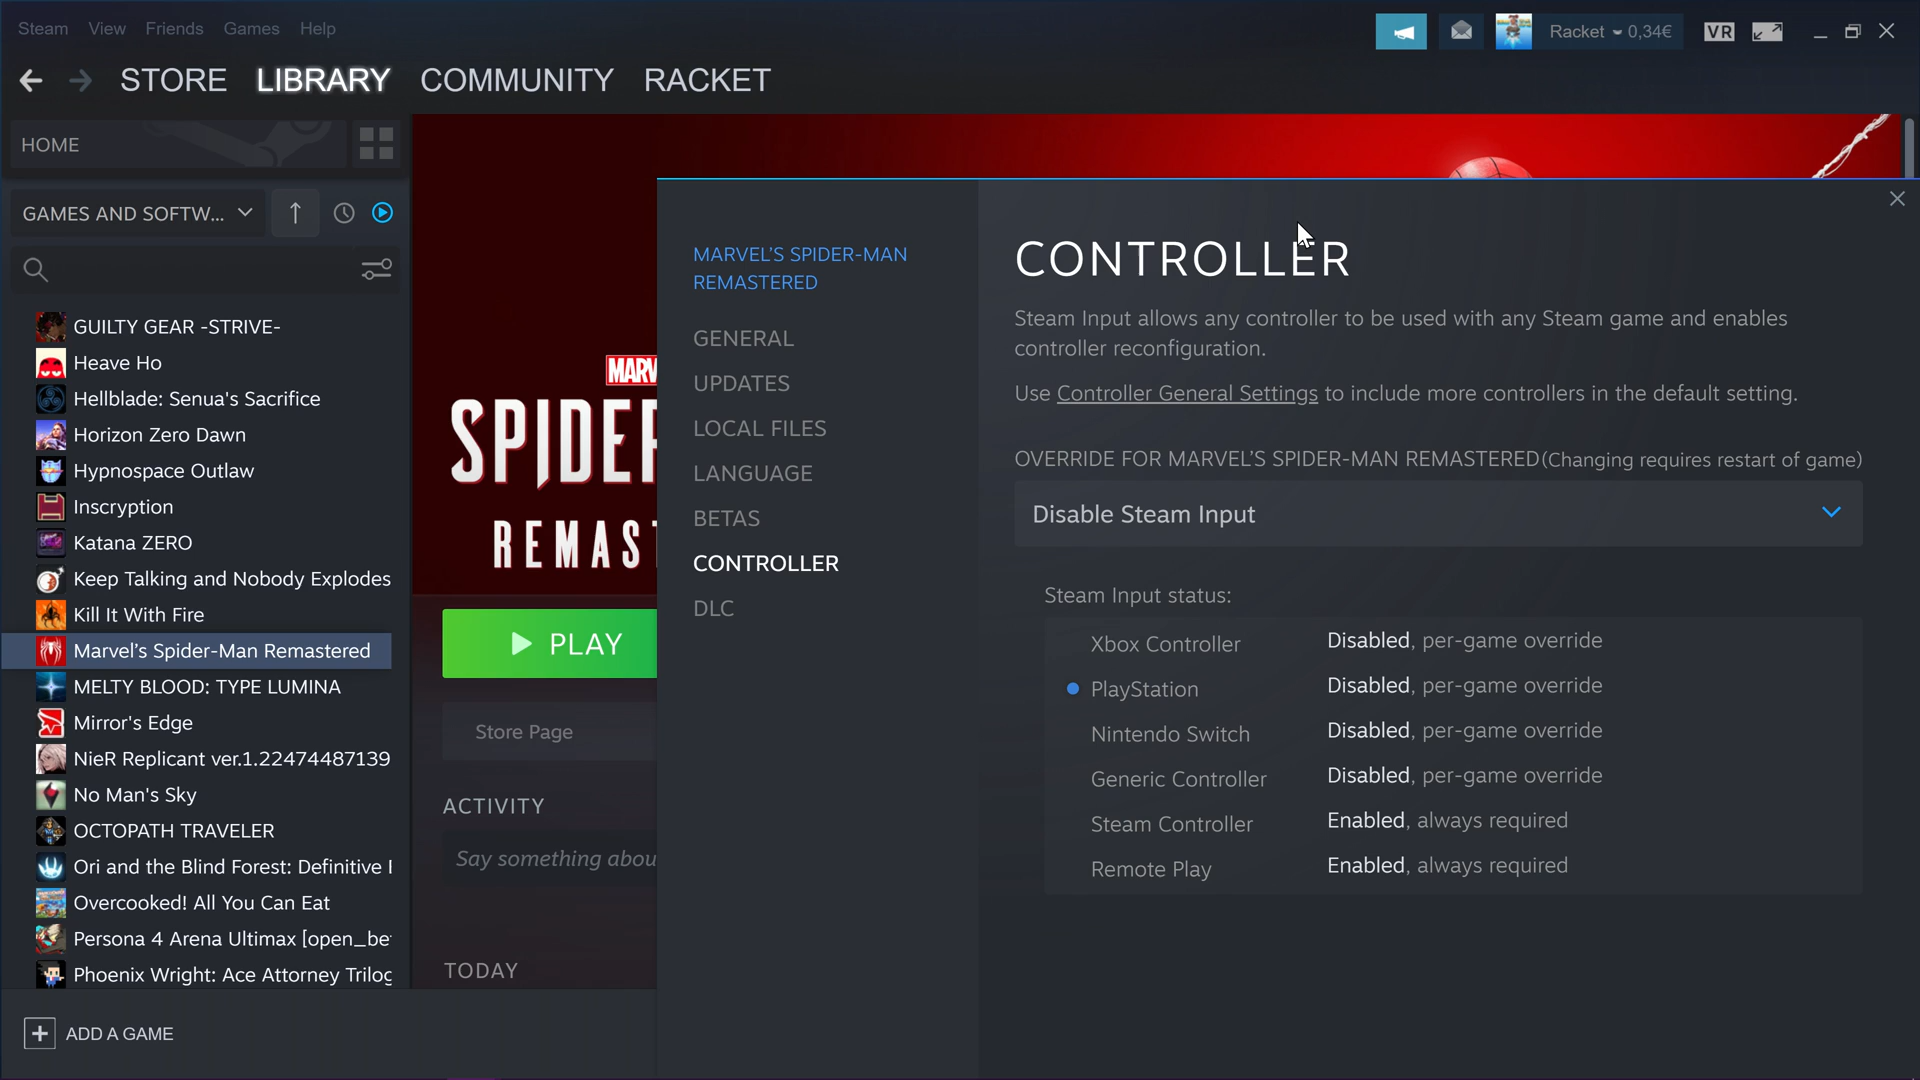 Steam View Friends Games Help
Racket 0,34€
VR
STORE LIBRARY COMMUNITY RACKET
HOME
GAMES AND SOFTW...
GUILTY GEAR -STRIVE-
Heave Ho
Hellblade: Senua's Sacrifice
Horizon Zero Dawn
Hypnospace Outlaw
Inscryption
Katana ZERO
Keep Talking and Nobody Explodes
Kill It With Fire
Marvel’s Spider-Man Remastered
MELTY BLOOD: TYPE LUMINA
Mirror's Edge
NieR Replicant ver.1.22474487139
No Man's Sky
OCTOPATH TRAVELER
Ori and the Blind Forest: Definitive
Overcooked! All You Can Eat
Persona 4 Arena Ultimax [open_be
Phoenix Wright: Ace Attorney Trilo
ADD A GAME
MARV
SPIDER
REMAS
PLAY
Store Page
ACTIVITY
Say something abou
TODAY
MARVEL’S SPIDER-MAN
REMASTERED
GENERAL
UPDATES
LOCAL FILES
LANGUAGE
BETAS
CONTROLLER
DLC
CONTROLLER
Steam Input allows any controller to be used with any Steam game and enables
controller reconfiguration.
Use Controller General Settings to include more controllers in the default setting.
OVERRIDE FOR MARVEL’S SPIDER-MAN REMASTERED(Changing requires restart of game)
Disable Steam Input
Steam Input status:
Xbox Controller Disabled, per-game override
PlayStation Disabled, per-game override
Nintendo Switch Disabled, per-game override
Generic Controller Disabled, per-game override
Steam Controller Enabled, always required
Remote Play Enabled, always required